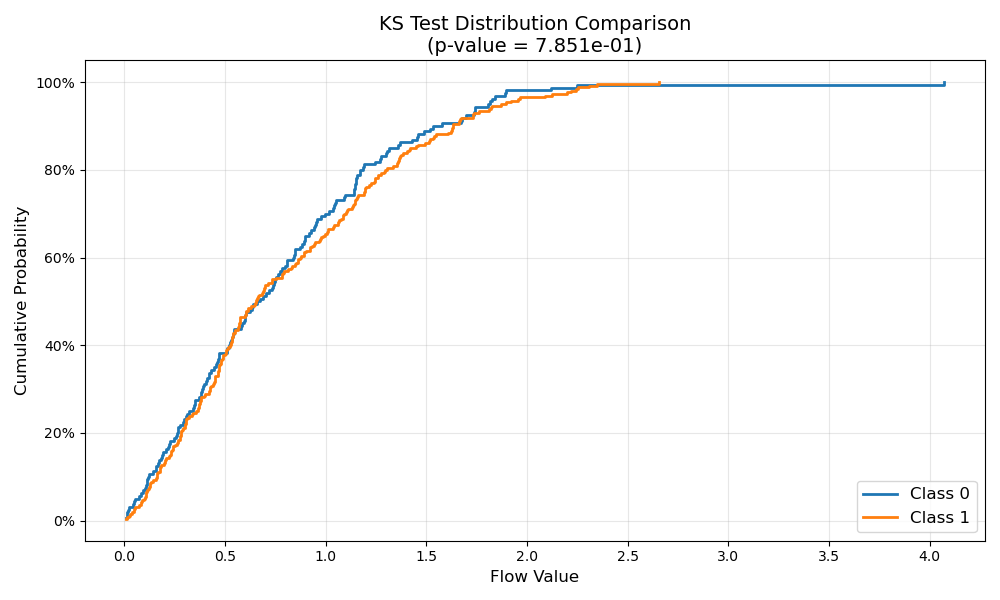 KS Test Distribution Comparison
(p-value = 7.851e-01)
Cumulative Probability
100%
80%
60%
40%
20%
0%
0.0 0.5 1.0 1.5 2.0 2.5 3.0 3.5 4.0
Flow Value
Class 0
Class 1